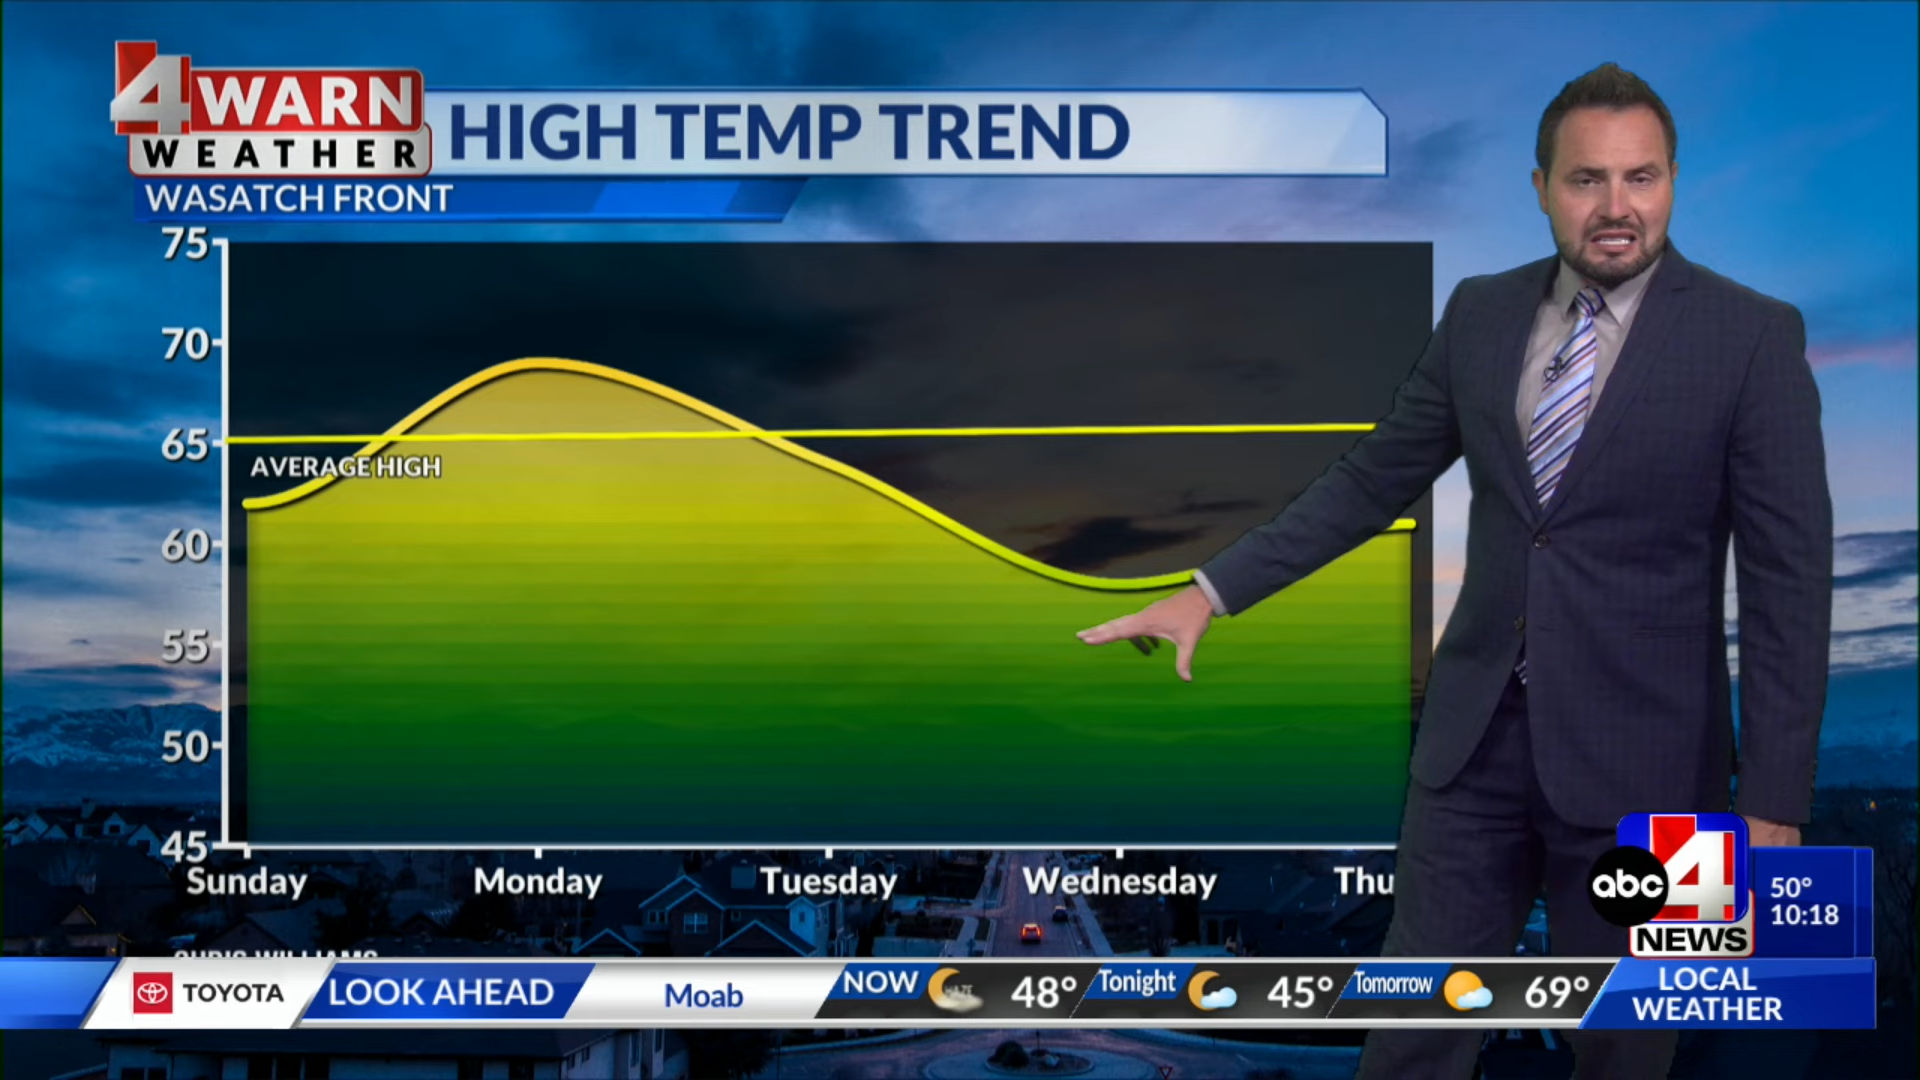 4WARN
WEATHER
HIGH TEMP TREND
WASATCH FRONT
75
70
65
AVERAGE HIGH
60
55
50
45
Sunday Monday Tuesday Wednesday Thu
abc 4
NEWS
50°
10:18
TOYOTA LOOK AHEAD Moab NOW HAZE 48° Tonight 45° Tomorrow 69°
LOCAL
WEATHER